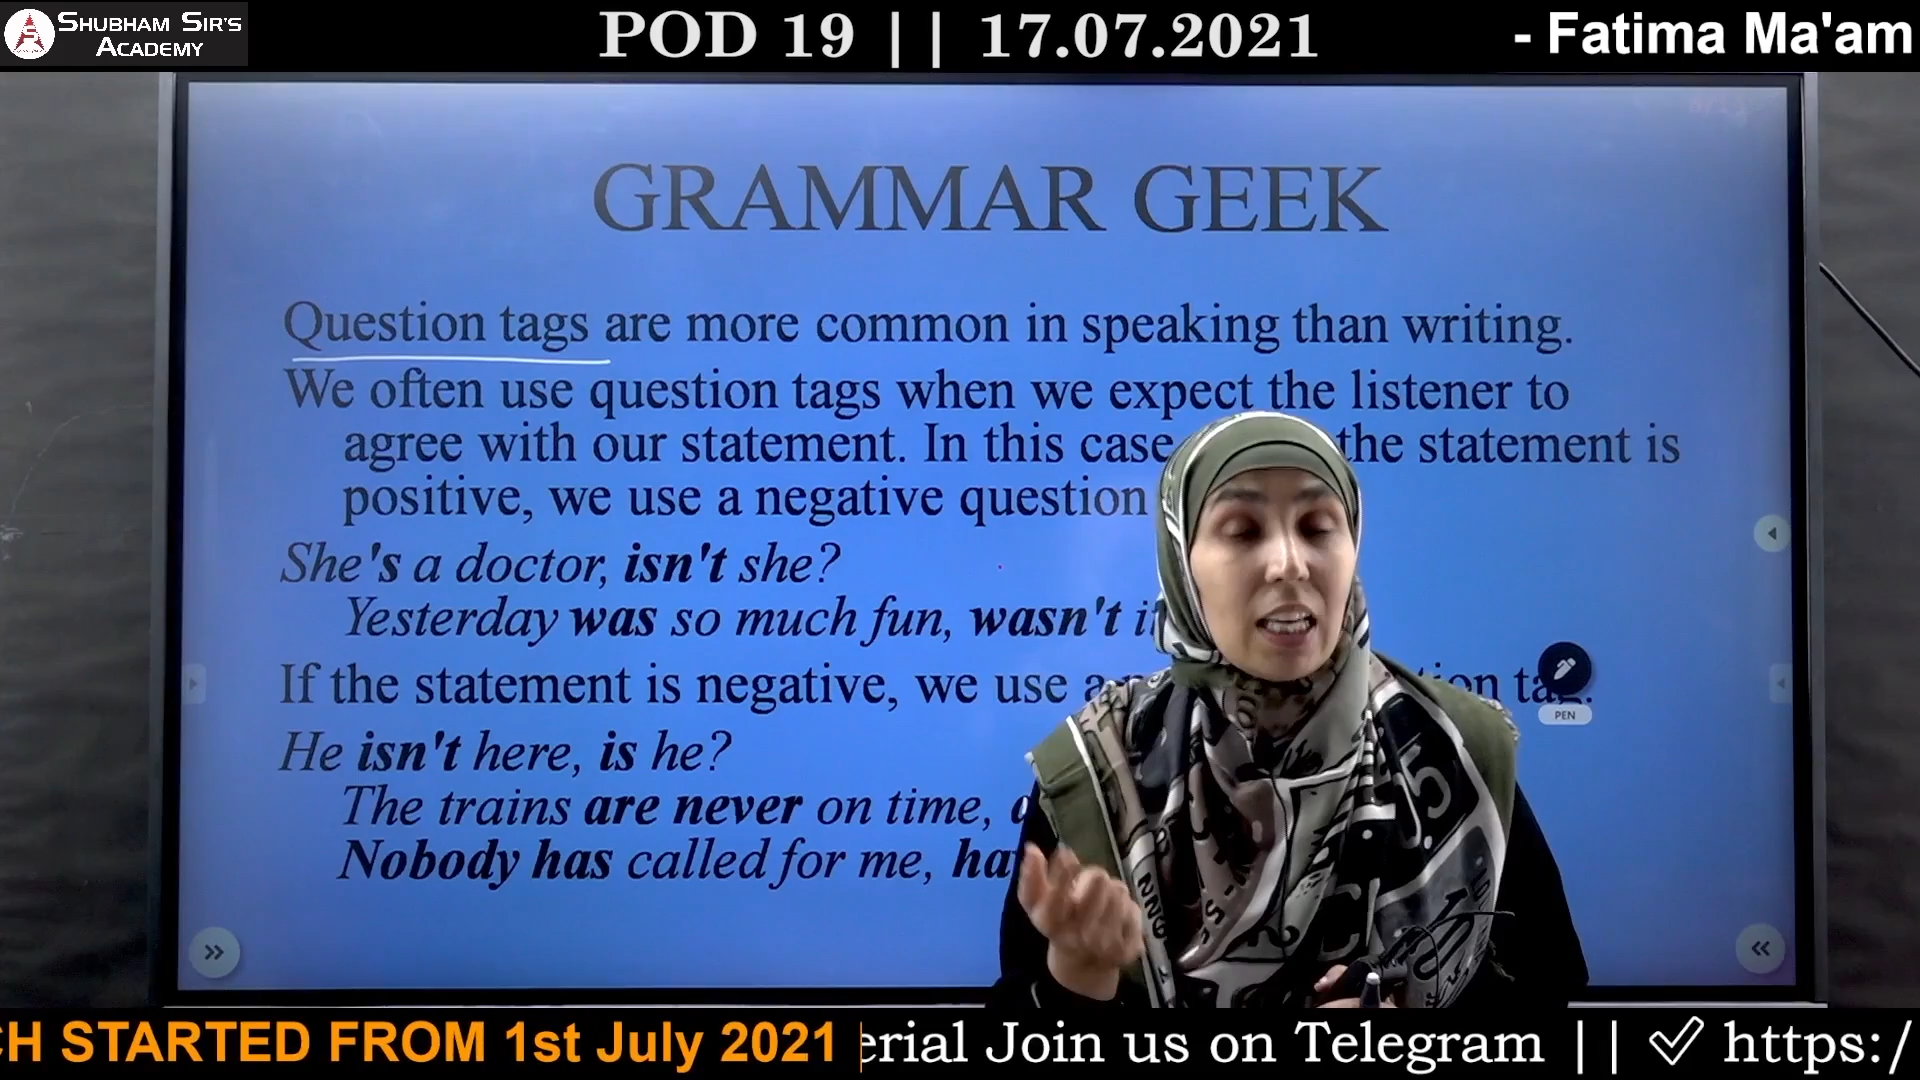 SHUBHAM SIR'S
ACADEMY
POD 19 || 17.07.2021
- Fatima Ma'am
GRAMMAR GEEK
Question tags are more common in speaking than writing.
We often use question tags when we expect the listener to
agree with our statement. In this case the statement is
positive, we use a negative question
She's a doctor, isn't she?
Yesterday was so much fun, wasn't
If the statement is negative, we use a
PEN
He isn't here, is he?
The trains are never on time,
Nobody has called for me,
STARTED FROM 1st July 2021
Join us on Telegram || ✓ https:/